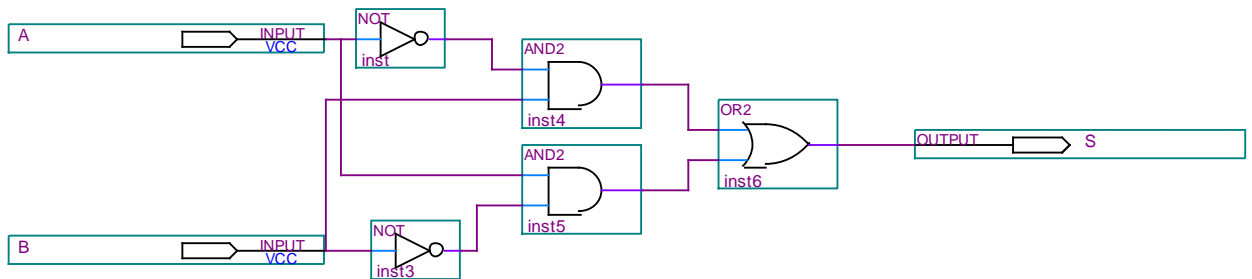 NOT
A
INPUT
VCC
inst
AND2
inst4
OR2
OUTPUT
S
AND2
inst6
inst5
NOT
B
INPUT
VCC
inst3